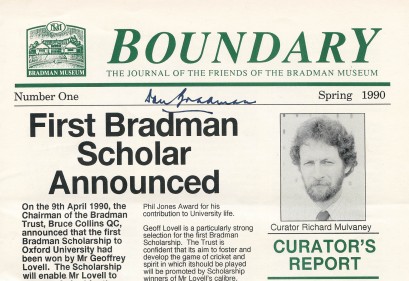 BRADMAN MUSEUM
BOUNDARY
THE JOURNAL OF THE FRIENDS OF THE BRADMAN MUSEUM
Number One
Don Bradman
Spring 1990
First Bradman
Scholar
Announced
On the 9th April 1990, the
Chairman of the Bradman
Trust, Bruce Collins QC,
announced that the first
Bradman Scholarship to
Oxford University had
been won by Mr Geoffrey
Lovell. The Scholarship
will enable Mr Lovell to
Phil Jones Award for his
contribution to University life.
Geoff Lovell is a particularly strong
selection for the first Bradman
Scholarship. The Trust is
confident that its aim to foster and
develop the game of cricket and
spirit in which itshould be played
will be promoted by Scholarship
winners of Mr Lovell's calibre.
Curator Richard Mulvaney
CURATOR'S
REPORT